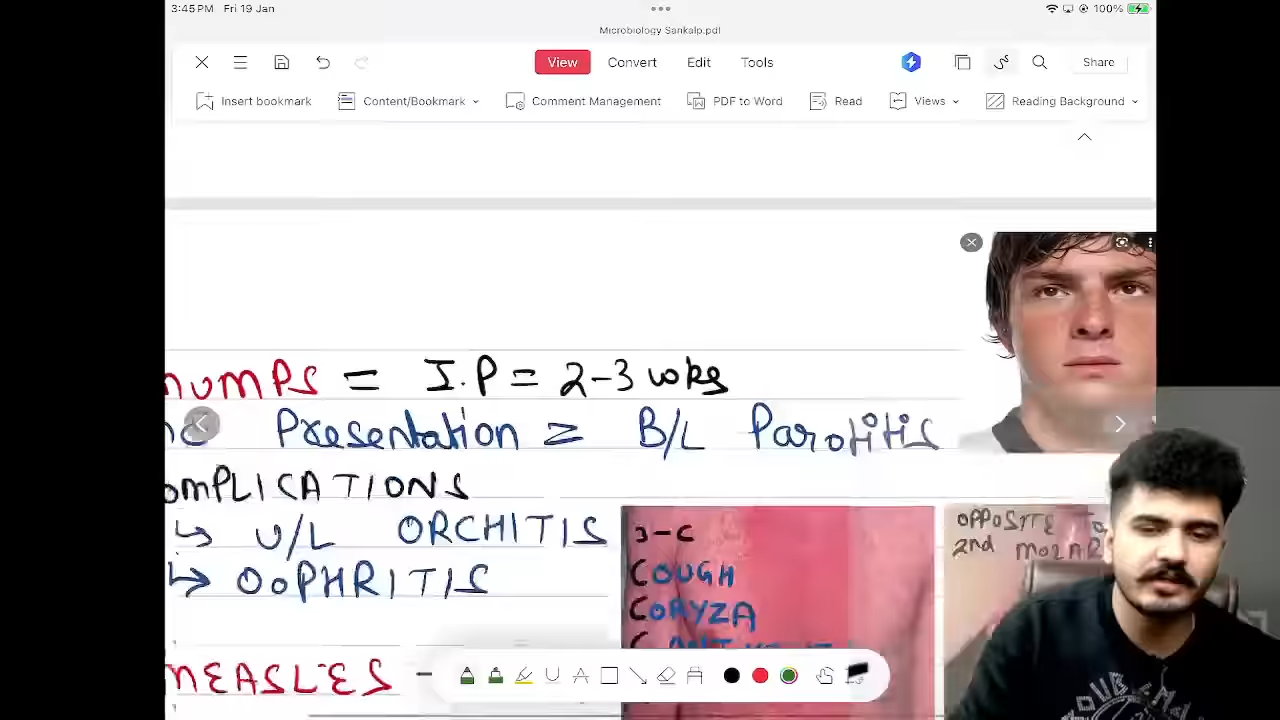 3:45 PM Fri 19 Jan
100%
Microbiology Sankalp.pdf
View Convert Edit Tools
Share
Insert bookmark Content/Bookmark Comment Management PDF to Word Read Views Reading Background
MUMPS = I.P = 2-3 wks
Presentation = B/L Parotitis
COMPLICATIONS
↳ U/L ORCHITIS
↳ OOPHRITIS
3-C
COUGH
CORYZA
OPPOSITE To
2nd MOLAR
MEASLES -